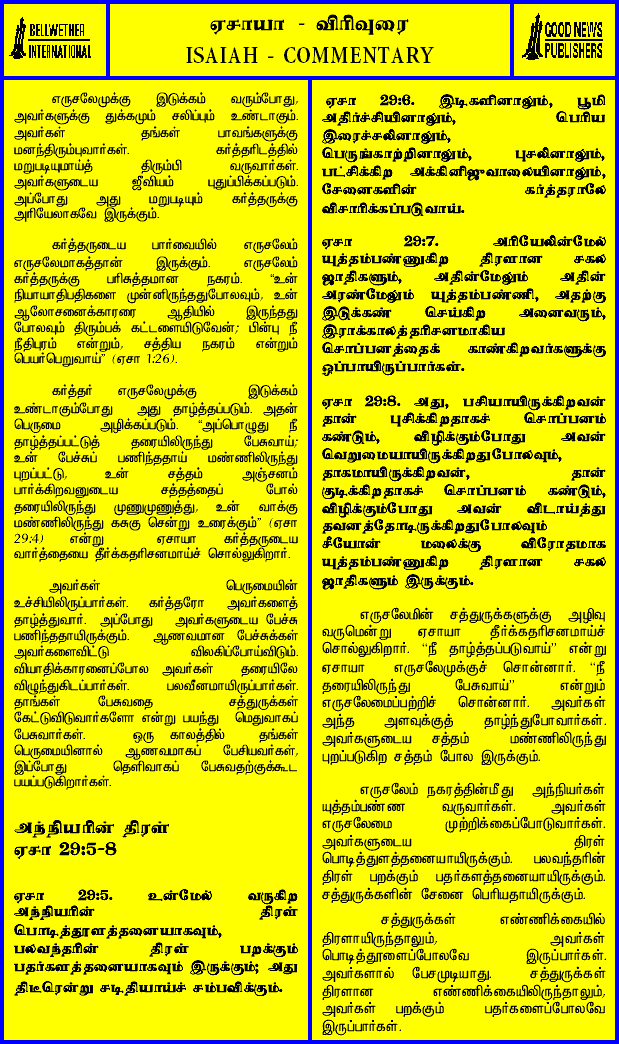 BELLWETHER
INTERNATIONAL
ஏசாயா - விரிவுரை
ISAIAH - COMMENTARY
GOOD NEWS
PUBLISHERS
எருசலேமுக்கு இடுக்கம் வரும்போது,
அவர்களுக்கு துக்கமும் சலிப்பும் உண்டாகும்.
அவர்கள் தங்கள் பாவங்களுக்கு
மனந்திரும்புவார்கள். கர்த்தரிடத்தில்
மறுபடியுமாய்த் திரும்பி வருவார்கள்.
அவர்களுடைய ஜீவியம் புதுப்பிக்கப்படும்.
அப்போது அது மறுபடியும் கர்த்தருக்கு
அரியேலாகவே இருக்கும்.
கர்த்தருடைய பார்வையில் எருசலேம்
எருசலேமாகத்தான் இருக்கும். எருசலேம்
கர்த்தருக்கு பரிசுத்தமான நகரம். "உன்
நியாயாதிபதிகளை முன்னிருந்ததுபோலவும், உன்
ஆலோசனைக்காரரை ஆதியில் இருந்தது
போலவும் திரும்பக் கட்டளையிடுவேன்; பின்பு நீ
நீதிபுரம் என்றும், சத்திய நகரம் என்றும்
பெயர்பெறுவாய்" (ஏசா 1:26).
கர்த்தர் எருசலேமுக்கு இடுக்கம்
உண்டாகும்போது அது தாழ்த்தப்படும். அதன்
பெருமை அழிக்கப்படும். "அப்பொழுது நீ
தாழ்த்தப்பட்டுத் தரையிலிருந்து பேசுவாய்;
உன் பேச்சுப் பணிந்ததாய் மண்ணிலிருந்து
புறப்பட்டு, உன் சத்தம் அஞ்சனம்
பார்க்கிறவனுடைய சத்தத்தைப் போல்
தரையிலிருந்து முணுமுணுத்து, உன் வாக்கு
மண்ணிலிருந்து கசுகு சென்று உரைக்கும்" (ஏசா
29:4) என்று ஏசாயா கர்த்தருடைய
வார்த்தையை தீர்க்கதரிசனமாய்ச் சொல்லுகிறார்.
அவர்கள் பெருமையின்
உச்சியிலிருப்பார்கள். கர்த்தரோ அவர்களைத்
தாழ்த்துவார். அப்போது அவர்களுடைய பேச்சு
பணிந்ததாயிருக்கும். ஆணவமான பேச்சுக்கள்
அவர்களைவிட்டு விலகிப்போய்விடும்.
வியாதிக்காரனைப்போல அவர்கள் தரையிலே
விழுந்துகிடப்பார்கள். பலவீனமாயிருப்பார்கள்.
தாங்கள் பேசுவதை சத்துருக்கள்
கேட்டுவிடுவார்களோ என்று பயந்து மெதுவாகப்
பேசுவார்கள். ஒரு காலத்தில் தங்கள்
பெருமையினால் ஆணவமாகப் பேசியவர்கள்,
இப்போது தெளிவாகப் பேசுவதற்குக்கூட
பயப்படுகிறார்கள்.
அந்நியரின் திரள்
ஏசா 29:5-8
ஏசா 29:5. உன்மேல் வருகிற
அந்நியரின் திரள்
பொடித்தூளத்தனையாகவும்,
பலவந்தரின் திரள் பறக்கும்
பதர்களத்தனையாகவும் இருக்கும்; அது
திடீரென்று சடிதியாய்ச் சம்பவிக்கும்.
ஏசா 29:6. இடிகளினாலும், பூமி
அதிர்ச்சியினாலும், பெரிய
இரைச்சலினாலும்,
பெருங்காற்றினாலும், புசலினாலும்,
பட்சிக்கிற அக்கினிஜுவாலையினாலும்,
சேனைகளின் கர்த்தராலே
விசாரிக்கப்படுவாய்.
ஏசா 29:7. அரியேலின்மேல்
யுத்தம்பண்ணுகிற திரளான சகல
ஜாதிகளும், அதின்மேலும் அதின்
அரண்மேலும் யுத்தம்பண்ணி, அதற்கு
இடுக்கண் செய்கிற அனைவரும்,
இராக்காலத்தரிசனமாகிய
சொப்பனத்தைக் காண்கிறவர்களுக்கு
ஒப்பாயிருப்பார்கள்.
ஏசா 29:8. அது, பசியாயிருக்கிறவன்
தான் புசிக்கிறதாகச் சொப்பனம்
கண்டும், விழிக்கும்போது அவன்
வெறுமையாயிருக்கிறதுபோலவும்,
தாகமாயிருக்கிறவன், தான்
குடிக்கிறதாகச் சொப்பனம் கண்டும்,
விழிக்கும்போது அவன் விடாய்த்து
தவனத்தோடிருக்கிறதுபோலவும்
சீயோன் மலைக்கு விரோதமாக
யுத்தம்பண்ணுகிற திரளான சகல
ஜாதிகளும் இருக்கும்.
எருசலேமின் சத்துருக்களுக்கு அழிவு
வருமென்று ஏசாயா தீர்க்கதரிசனமாய்ச்
சொல்லுகிறார். "நீ தாழ்த்தப்படுவாய்" என்று
ஏசாயா எருசலேமுக்குச் சொன்னார். "நீ
தரையிலிருந்து பேசுவாய்" என்றும்
எருசலேமைப்பற்றிச் சொன்னார். அவர்கள்
அந்த அளவுக்குத் தாழ்ந்துபோவார்கள்.
அவர்களுடைய சத்தம் மண்ணிலிருந்து
புறப்படுகிற சத்தம் போல இருக்கும்.
எருசலேம் நகரத்தின்மீது அந்நியர்கள்
யுத்தம்பண்ண வருவார்கள். அவர்கள்
எருசலேமை முற்றிக்கைப்போடுவார்கள்.
அவர்களுடைய திரள்
பொடித்துளத்தனையாயிருக்கும். பலவந்தரின்
திரள் பறக்கும் பதர்களத்தனையாயிருக்கும்.
சத்துருக்களின் சேனை பெரியதாயிருக்கும்.
சத்துருக்கள் எண்ணிக்கையில்
திரளாயிருந்தாலும், அவர்கள்
பொடித்தூளைப்போலவே இருப்பார்கள்.
அவர்களால் பேசமுடியாது. சத்துருக்கள்
திரளான எண்ணிக்கையிலிருந்தாலும்,
அவர்கள் பறக்கும் பதர்களைப்போலவே
இருப்பார்கள்.